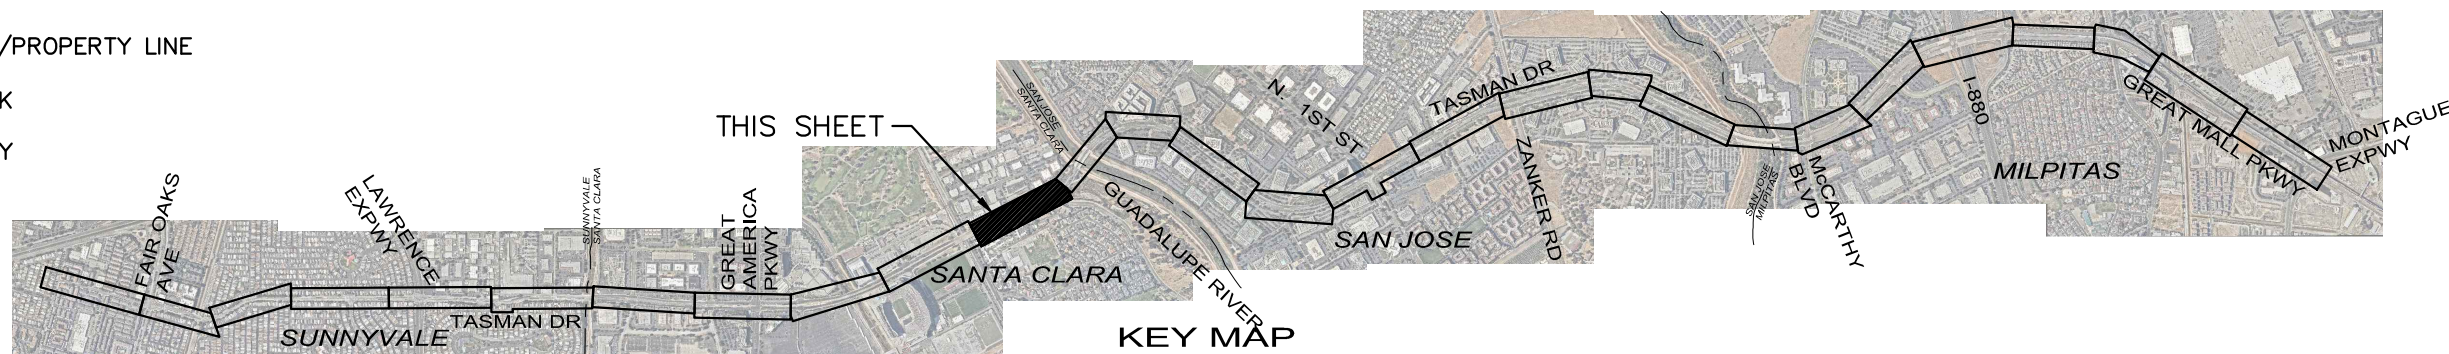 /PROPERTY LINE
K
Y
THIS SHEET
FAIR OAKS
AVE
LAWRENCE
EXPWY
SUNNYVALE
SANTA CLARA
GREAT
AMERICA
PKWY
TASMAN DR
SUNNYVALE
SANTA CLARA
SAN JOSE
SANTA CLARA
GUADALUPE RIVER
N. 1ST ST
TASMAN DR
SAN JOSE
ZANKER RD
SAN JOSE
MILPITAS
McCARTHY
BLVD
I-880
MILPITAS
GREAT MALL PKWY
MONTAGUE
EXPWY
KEY MAP